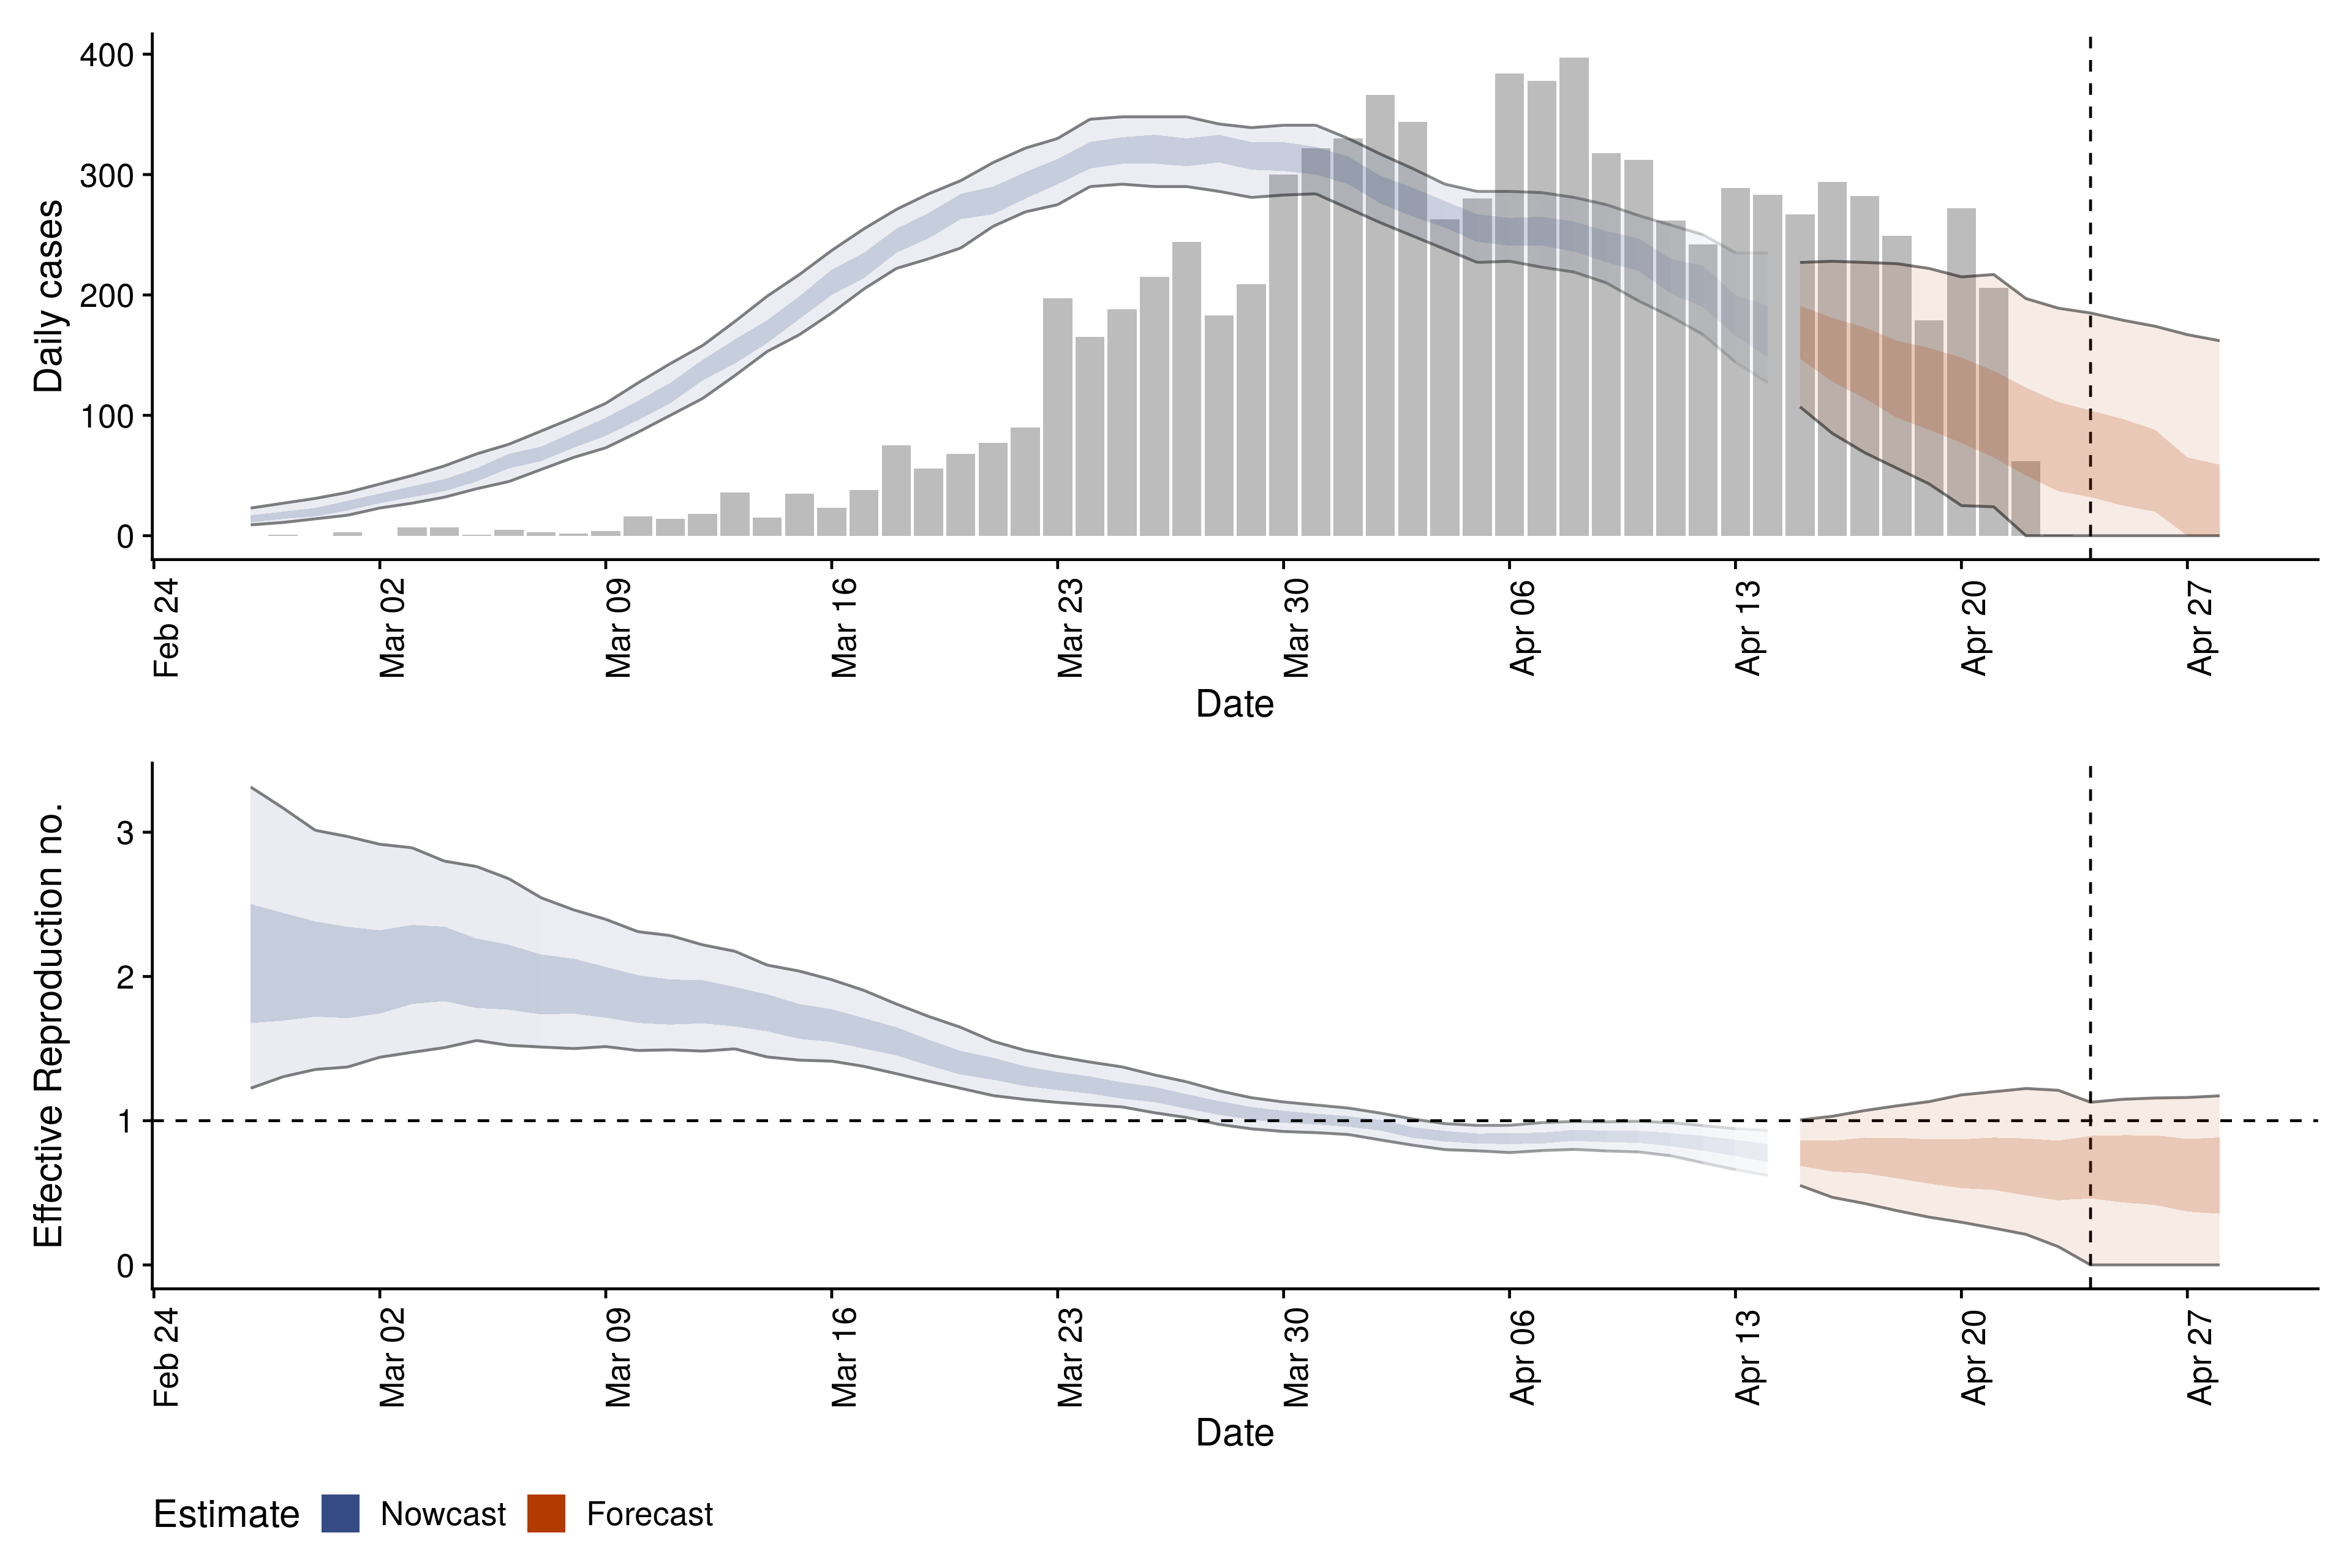 400
300
200
100
0
Daily cases
Feb 24
Mar 02
Mar 09
Mar 16
Mar 23
Mar 30
Apr 06
Apr 13
Apr 20
Apr 27
Date
3
2
1
0
Effective Reproduction no.
Feb 24
Mar 02
Mar 09
Mar 16
Mar 23
Mar 30
Apr 06
Apr 13
Apr 20
Apr 27
Date
Estimate Nowcast Forecast